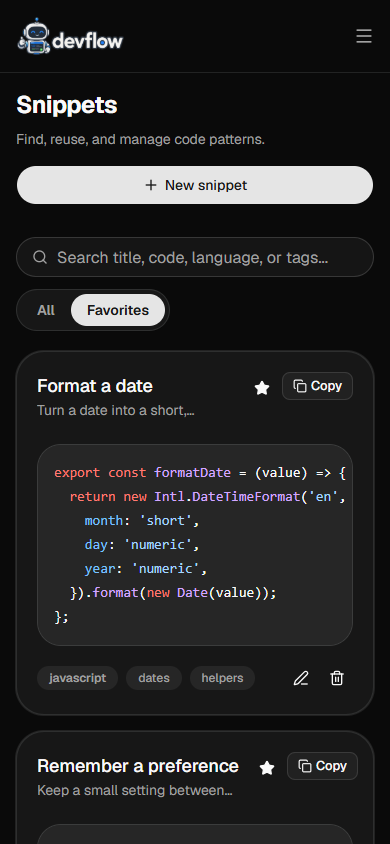 devflow
Snippets
Find, reuse, and manage code patterns.
New snippet
Search title, code, language, or tags...
All
Favorites
Format a date
Copy
Turn a date into a short,...
export const formatDate = (value) => {
  return new Intl.DateTimeFormat('en',
    month: 'short',
    day: 'numeric',
    year: 'numeric',
  }).format(new Date(value));
};
javascript
dates
helpers
Remember a preference
Copy
Keep a small setting between...